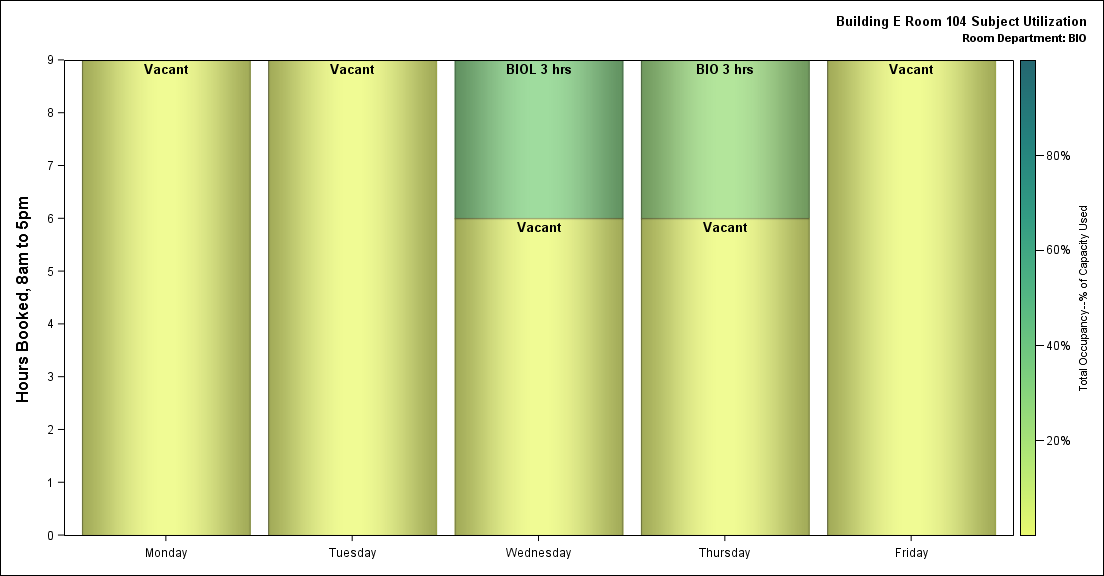 Building E Room 104 Subject Utilization
Room Department: BIO
Hours Booked, 8am to 5pm
9
8
7
6
5
4
3
2
1
0
Vacant
Vacant
BIOL 3 hrs
BIO 3 hrs
Vacant
Vacant
Vacant
Monday
Tuesday
Wednesday
Thursday
Friday
80%
60%
40%
20%
Total Occupancy--% of Capacity Used